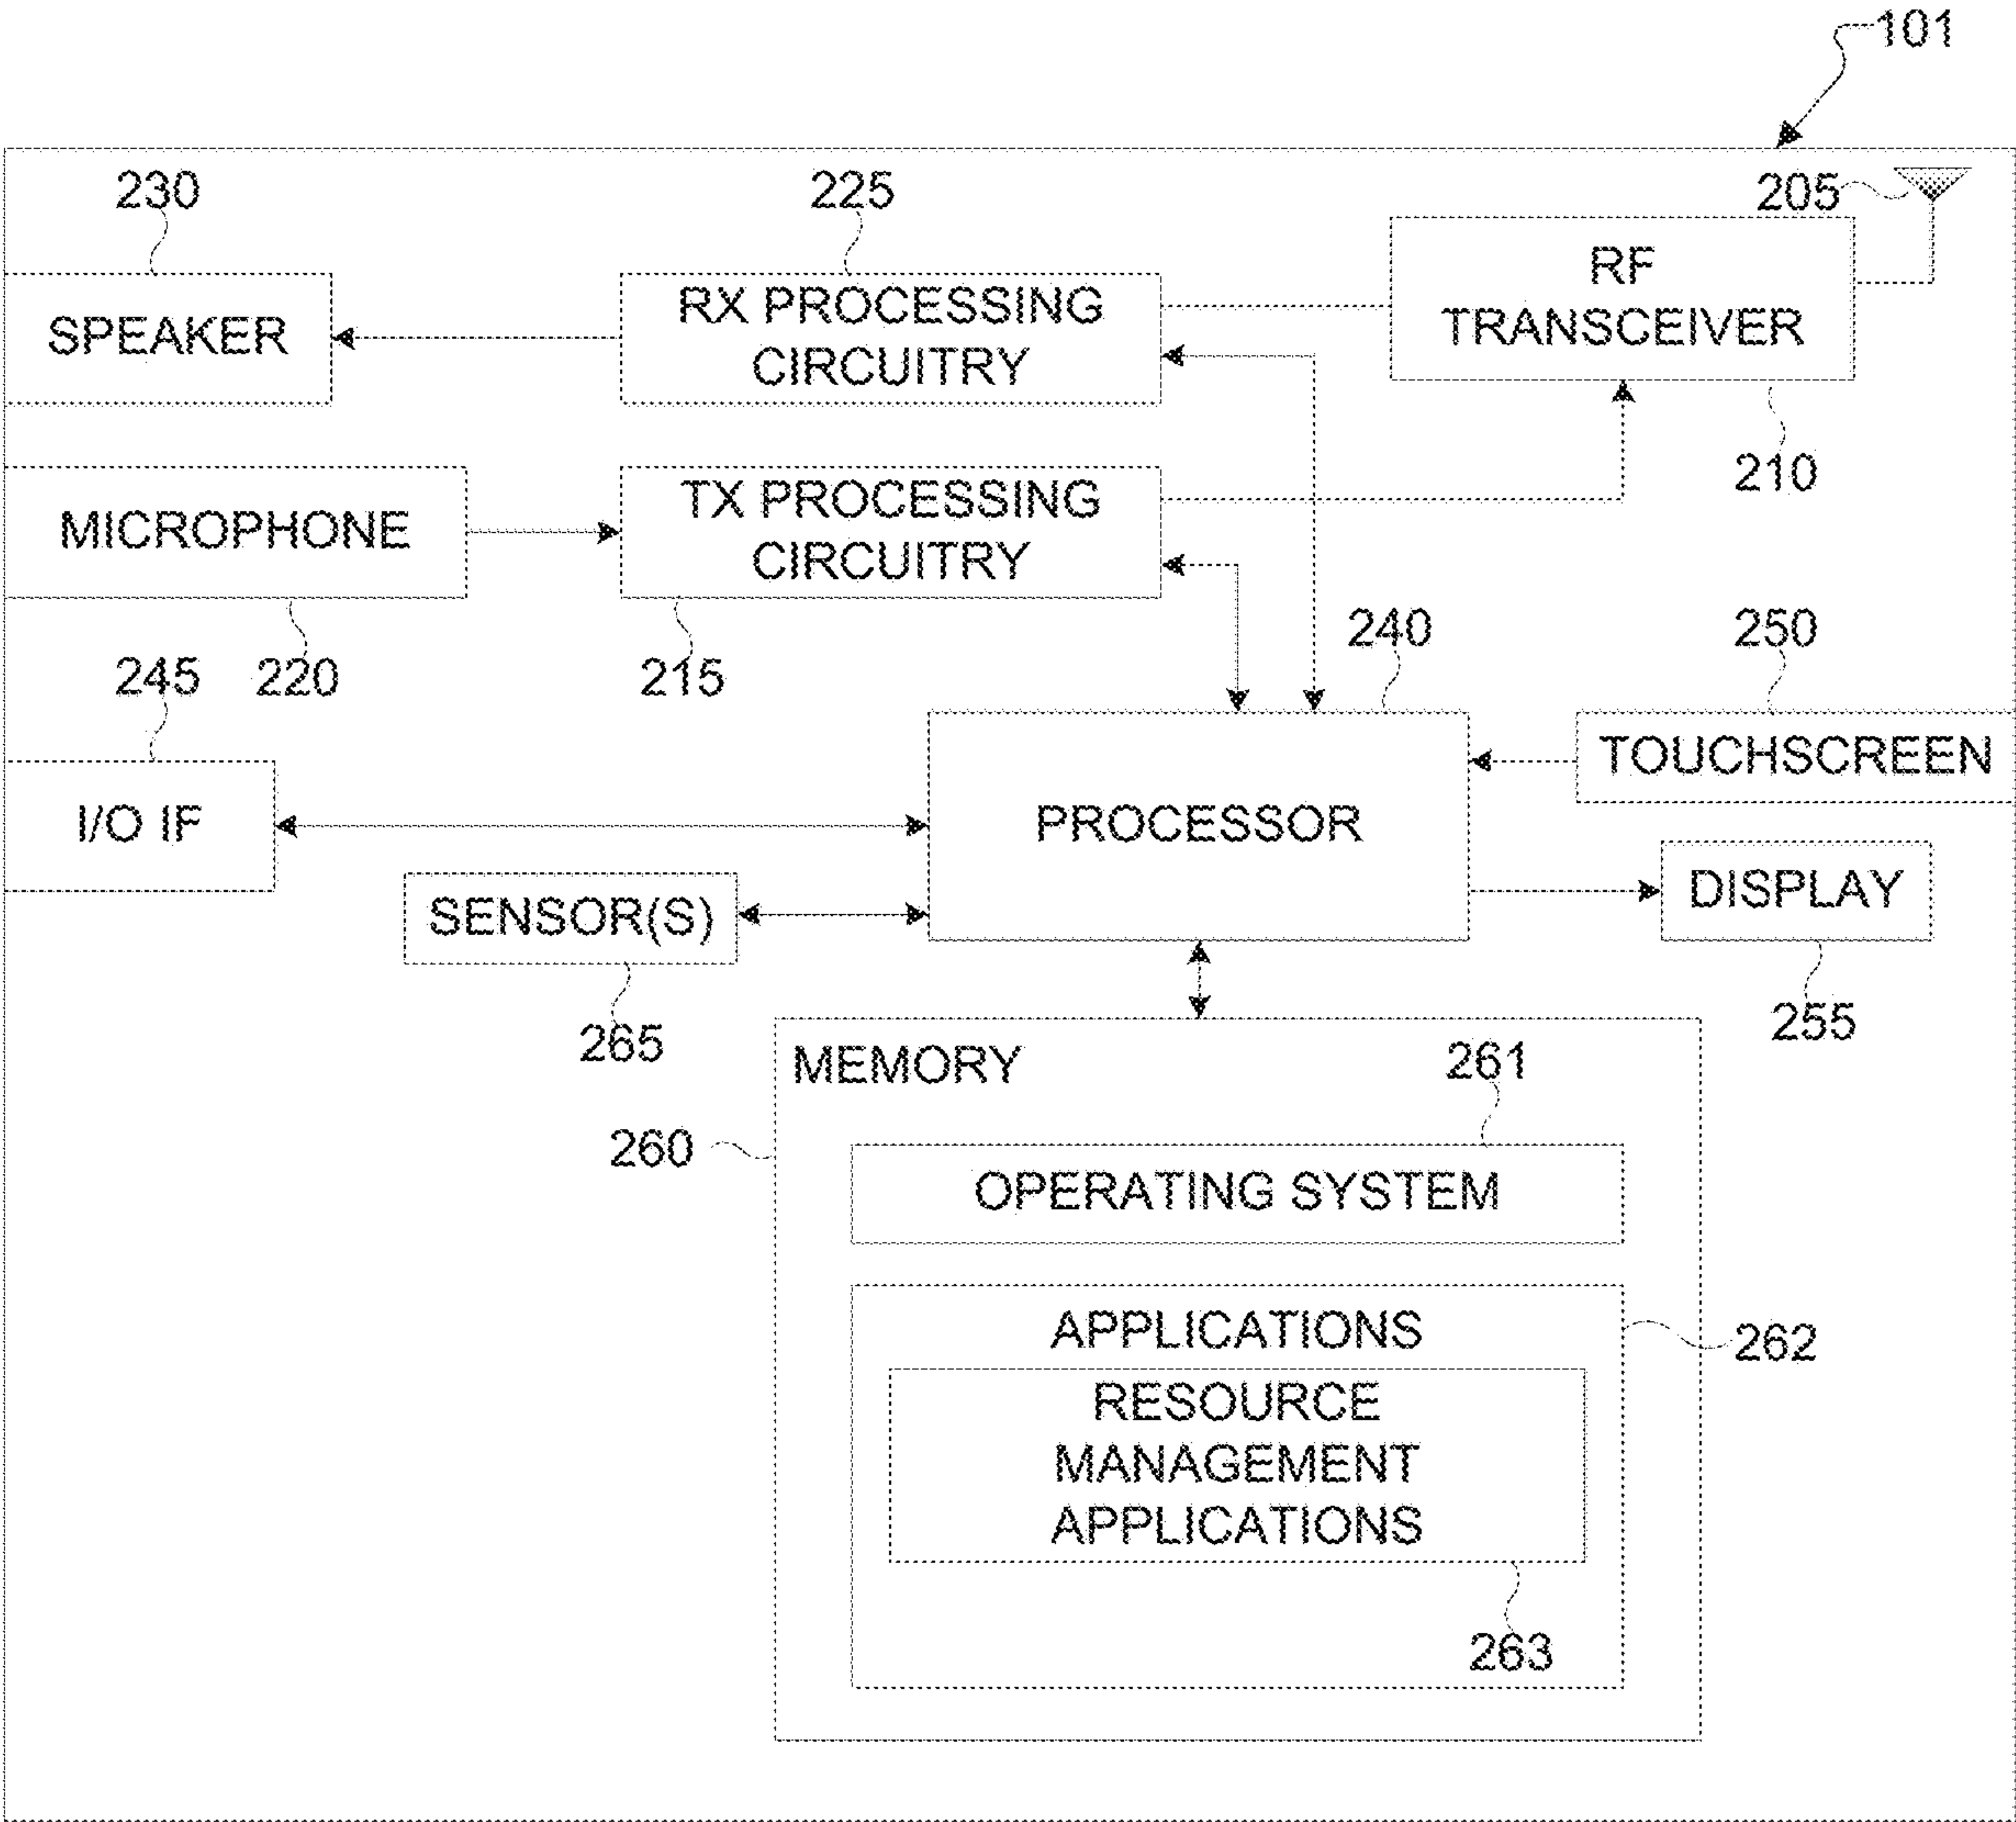 101
230
225
205
SPEAKER
RX PROCESSING
CIRCUITRY
RF
TRANSCEIVER
210
MICROPHONE
TX PROCESSING
CIRCUITRY
245
220
215
240
250
I/O IF
PROCESSOR
TOUCHSCREEN
SENSOR(S)
DISPLAY
265
255
MEMORY
261
260
OPERATING SYSTEM
APPLICATIONS
262
RESOURCE
MANAGEMENT
APPLICATIONS
263